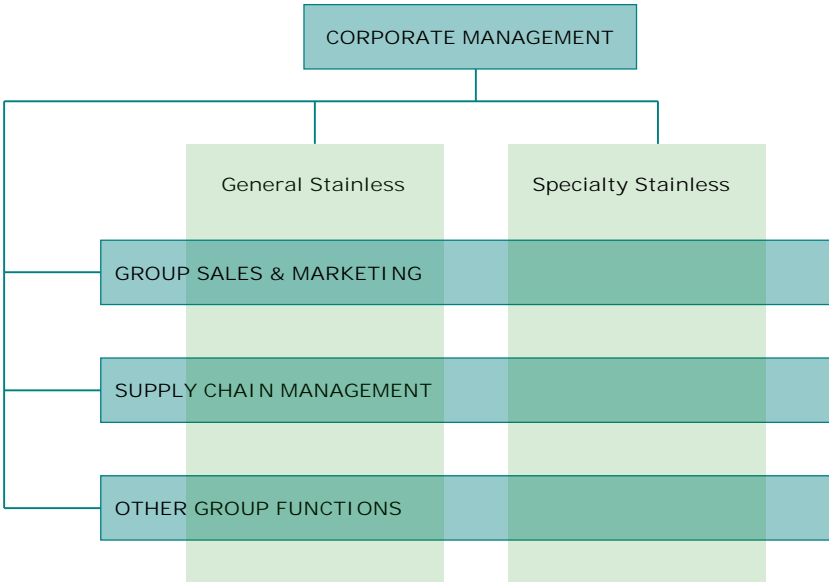 CORPORATE MANAGEMENT
General Stainless
Specialty Stainless
GROUP SALES & MARKETING
SUPPLY CHAIN MANAGEMENT
OTHER GROUP FUNCTIONS